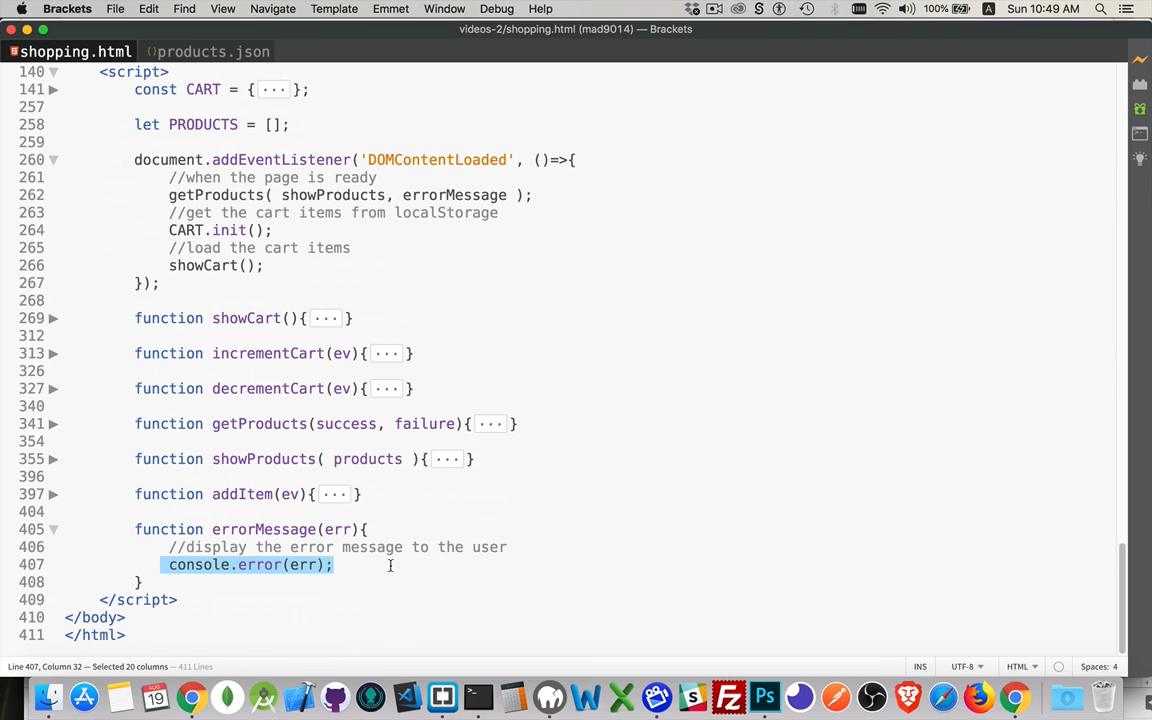 Brackets File Edit Find View Navigate Template Emmet Window Debug Help 100% A Sun 10:49 AM
videos-2/shopping.html (mad9014) — Brackets
shopping.html products.json
140 <script>
141 const CART = {···};
257
258 let PRODUCTS = [];
259
260 document.addEventListener('DOMContentLoaded', ()=>{
261 //when the page is ready
262 getProducts( showProducts, errorMessage );
263 //get the cart items from localStorage
264 CART.init();
265 //load the cart items
266 showCart();
267 });
268
269 function showCart(){···}
312
313 function incrementCart(ev){···}
326
327 function decrementCart(ev){···}
340
341 function getProducts(success, failure){···}
354
355 function showProducts( products ){···}
396
397 function addItem(ev){···}
404
405 function errorMessage(err){
406 //display the error message to the user
407 console.error(err);
408 }
409 </script>
410 </body>
411 </html>
Line 407, Column 32 — Selected 20 columns — 411 Lines INS UTF-8 HTML Spaces: 4
AUG 19